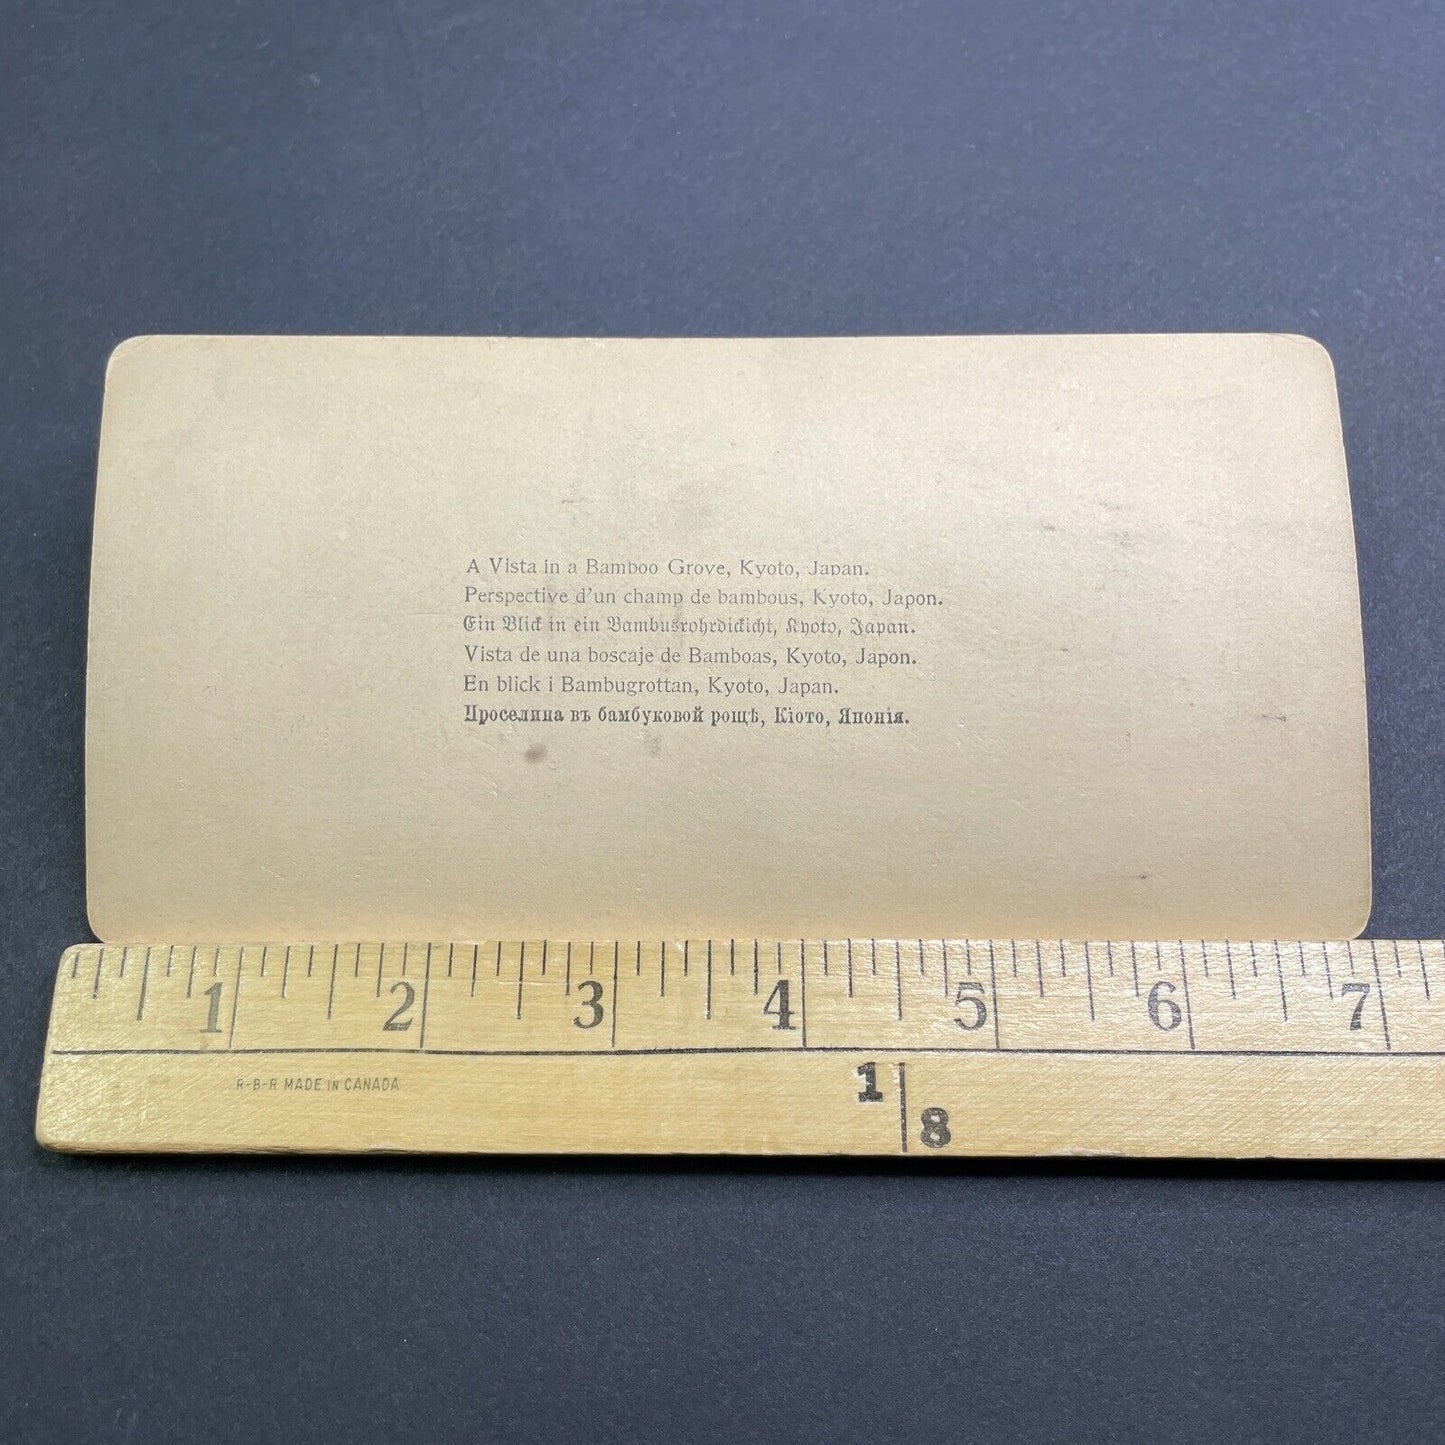 A Vista in a Bamboo Grove, Kyoto, Japan.
Perspective d'un champ de bambous, Kyoto, Japon.
Ein Blick in ein Bambusrohrdickicht, Kyoto, Japan.
Vista de una boscaje de Bamboas, Kyoto, Japon.
En blick i Bambugrottan, Kyoto, Japan.
Проселина въ бамбуковой рощѣ, Кіото, Японія.
1 2 3 4 5 6 7
R-B-R MADE IN CANADA
1
8